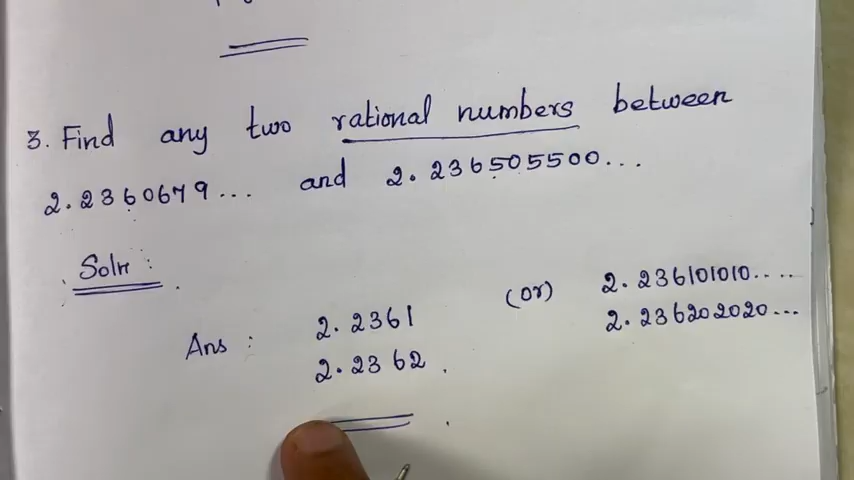 3. Find any two rational numbers between
2.2360679... and 2.236505500...
Soln :
Ans : 2.2361 (or) 2.236101010....
2.2362. 2.236202020...